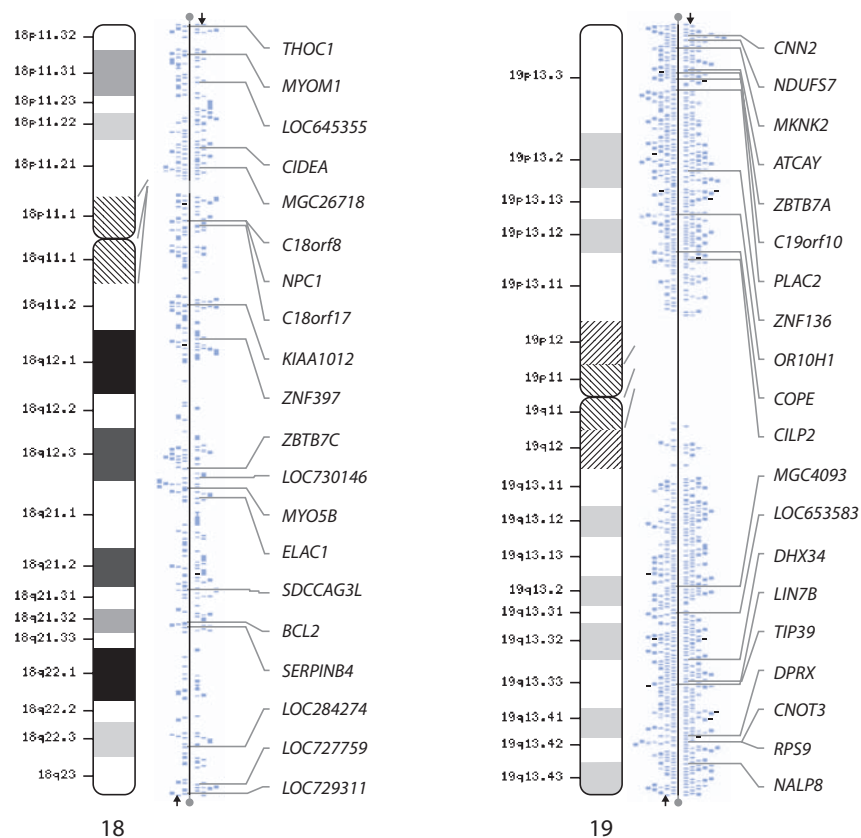 18p11.32
18p11.31
18p11.23
18p11.22
18p11.21
18p11.1
18q11.1
18q11.2
18q12.1
18q12.2
18q12.3
18q21.1
18q21.2
18q21.31
18q21.32
18q21.33
18q22.1
18q22.2
18q22.3
18q23
THOC1
MYOM1
LOC645355
CIDEA
MGC26718
C18orf8
NPC1
C18orf17
KIAA1012
ZNF397
ZBTB7C
LOC730146
MYO5B
ELAC1
SDCCAG3L
BCL2
SERPINB4
LOC284274
LOC727759
LOC729311
18
19p13.3
19p13.2
19p13.13
19p13.12
19p13.11
19p12
19p11
19q11
19q12
19q13.11
19q13.12
19q13.13
19q13.2
19q13.31
19q13.32
19q13.33
19q13.41
19q13.42
19q13.43
CNN2
NDUFS7
MKNK2
ATCAY
ZBTB7A
C19orf10
PLAC2
ZNF136
OR10H1
COPE
CILP2
MGC4093
LOC653583
DHX34
LIN7B
TIP39
DPRX
CNOT3
RPS9
NALP8
19